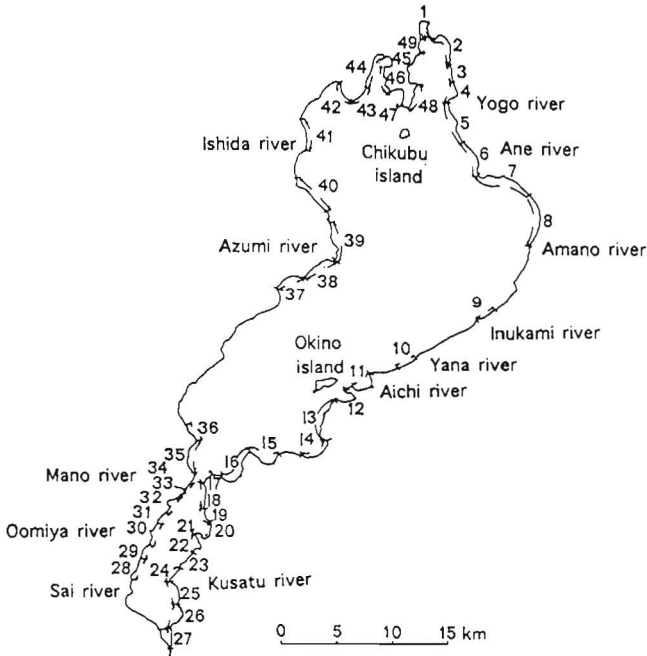 1
49
2
44
45
3
46
4
42
43
47
48
Yogo river
5
41
Ishida river
Chikubu
island
6
Ane river
7
40
8
Azumi river
39
Amano river
38
37
9
Inukami river
Okino
island
10
11
Yana river
Aichi river
12
13
36
14
15
35
34
16
Mano river
33
17
32
18
31
19
Oomiya river
30
21
20
22
29
23
28
24
Kusatu river
Sai river
25
26
27
0 5 10 15 km